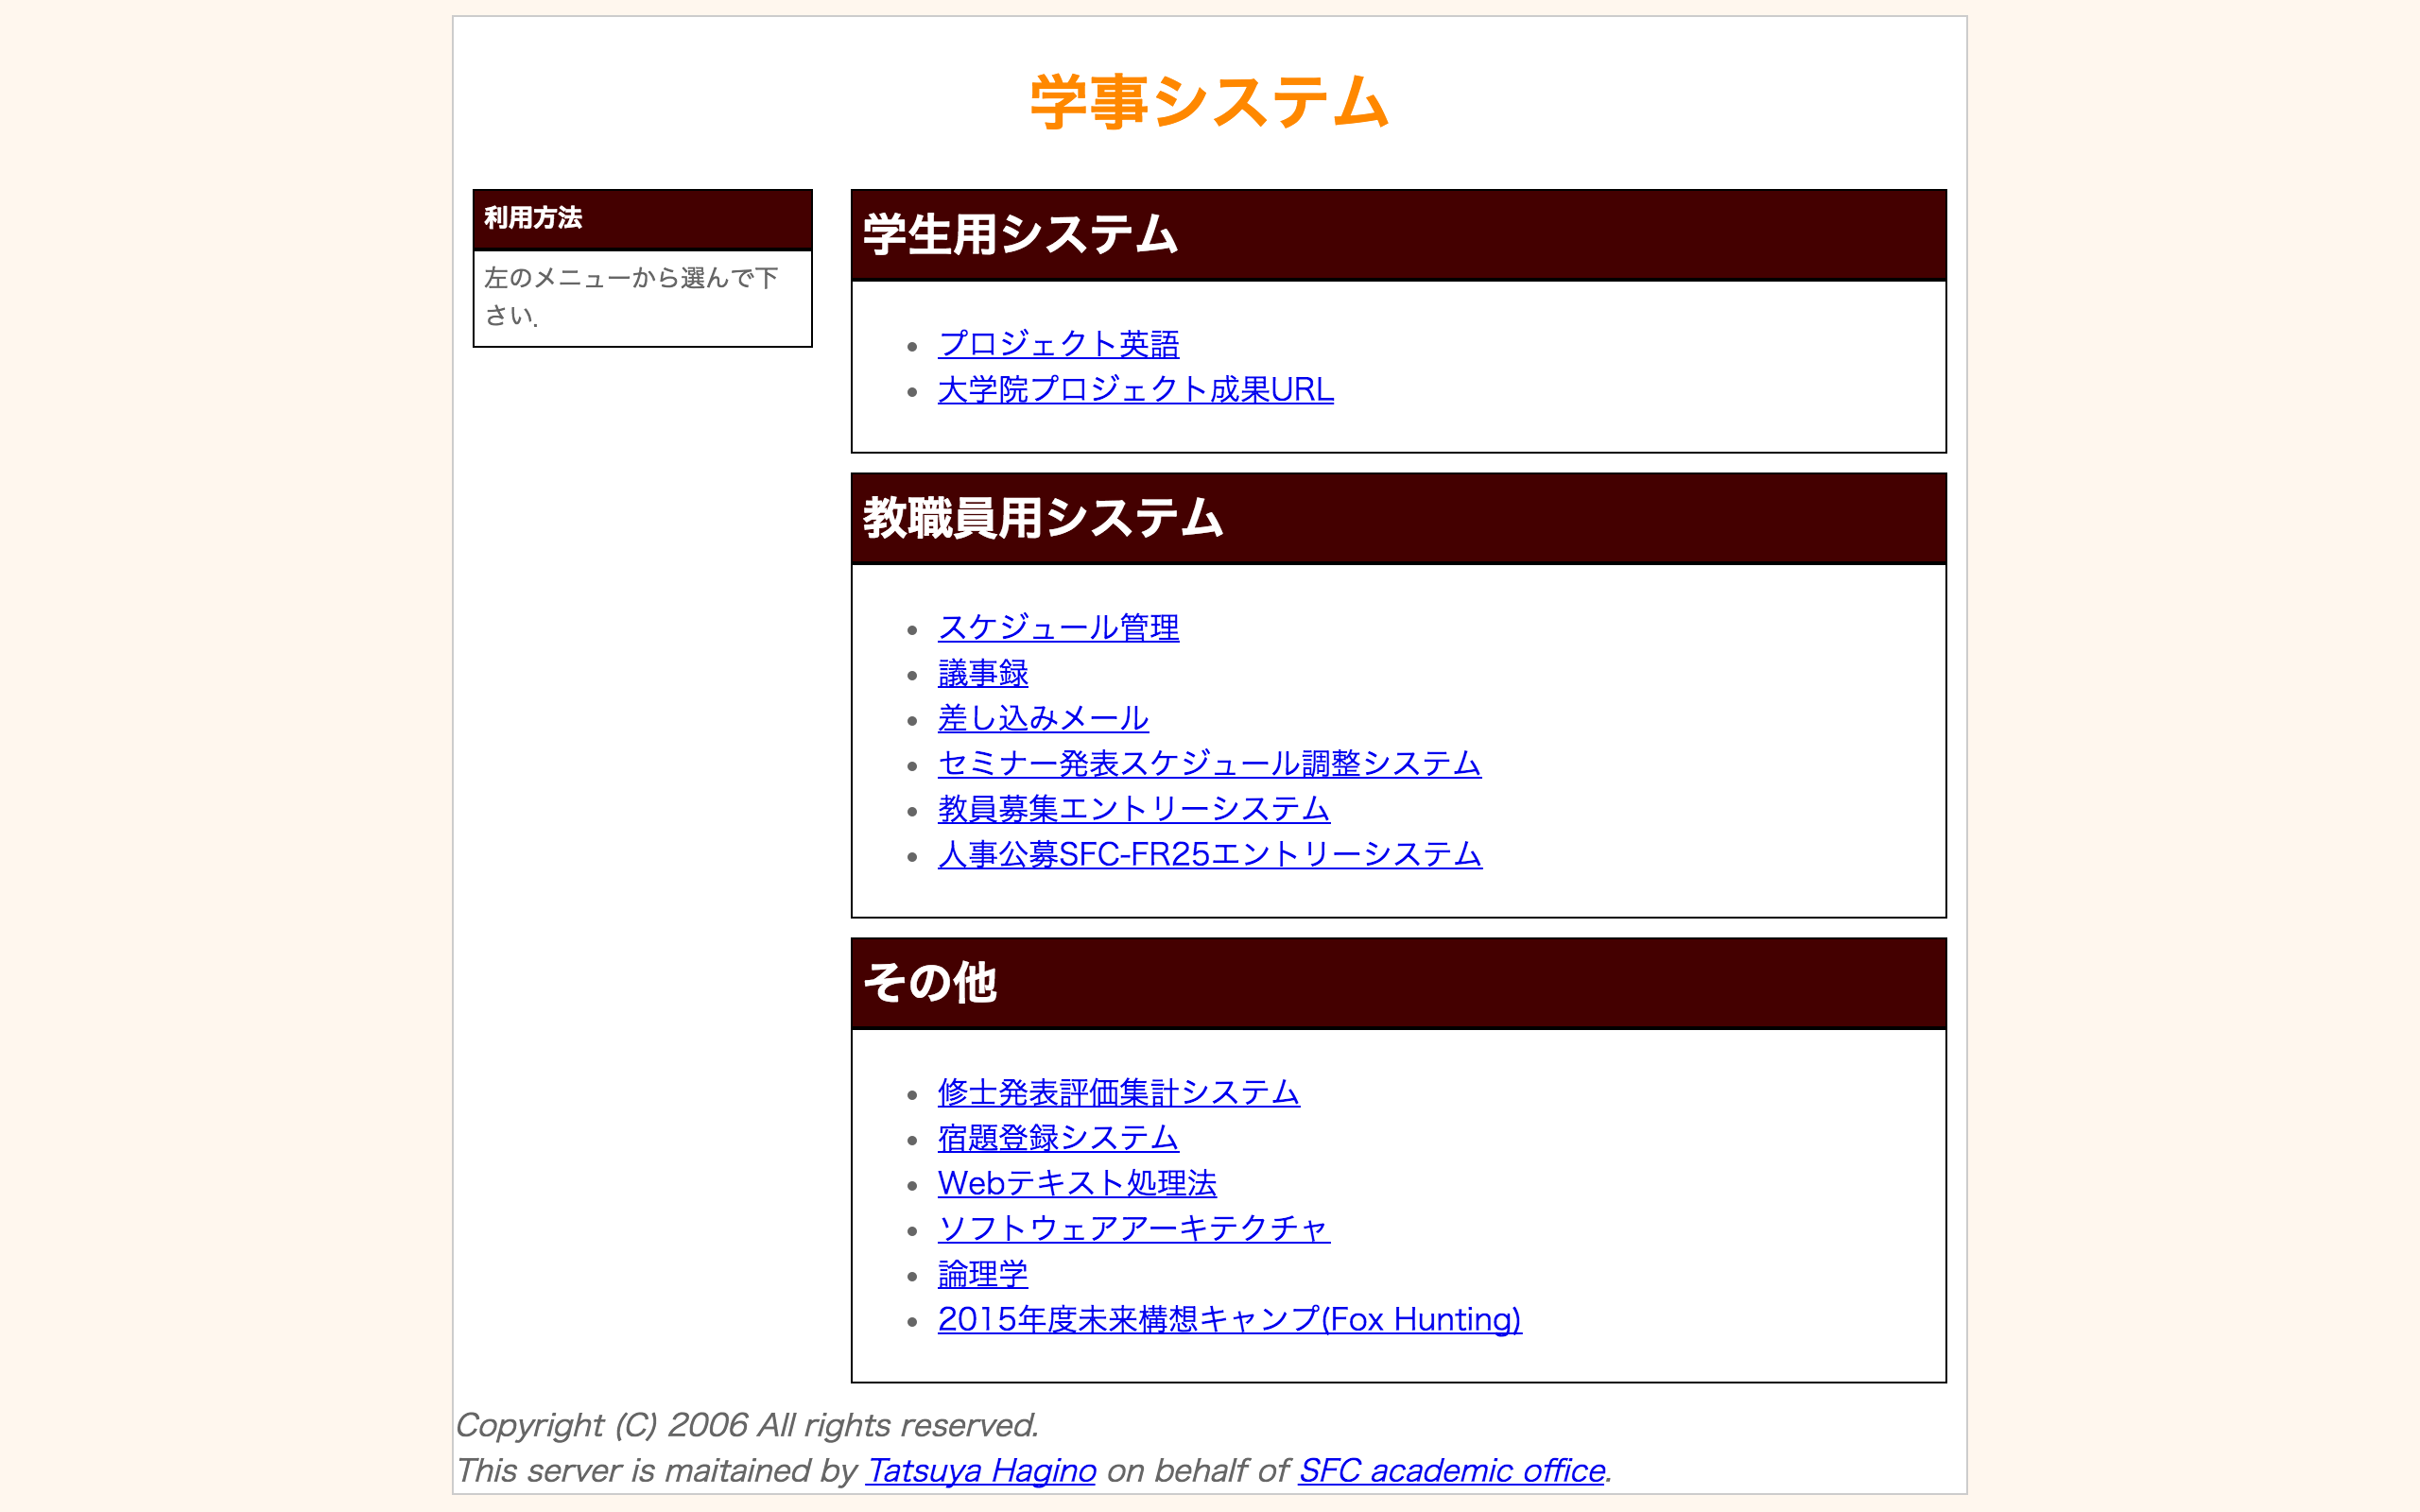 学事システム
利用方法
左のメニューから選んで下
さい.
学生用システム
プロジェクト英語
大学院プロジェクト成果URL
教職員用システム
スケジュール管理
議事録
差し込みメール
セミナー発表スケジュール調整システム
教員募集エントリーシステム
人事公募SFC-FR25エントリーシステム
その他
修士発表評価集計システム
宿題登録システム
Webテキスト処理法
ソフトウェアアーキテクチャ
論理学
2015年度未来構想キャンプ(Fox Hunting)
Copyright (C) 2006 All rights reserved.
This server is maitained by Tatsuya Hagino on behalf of SFC academic office.